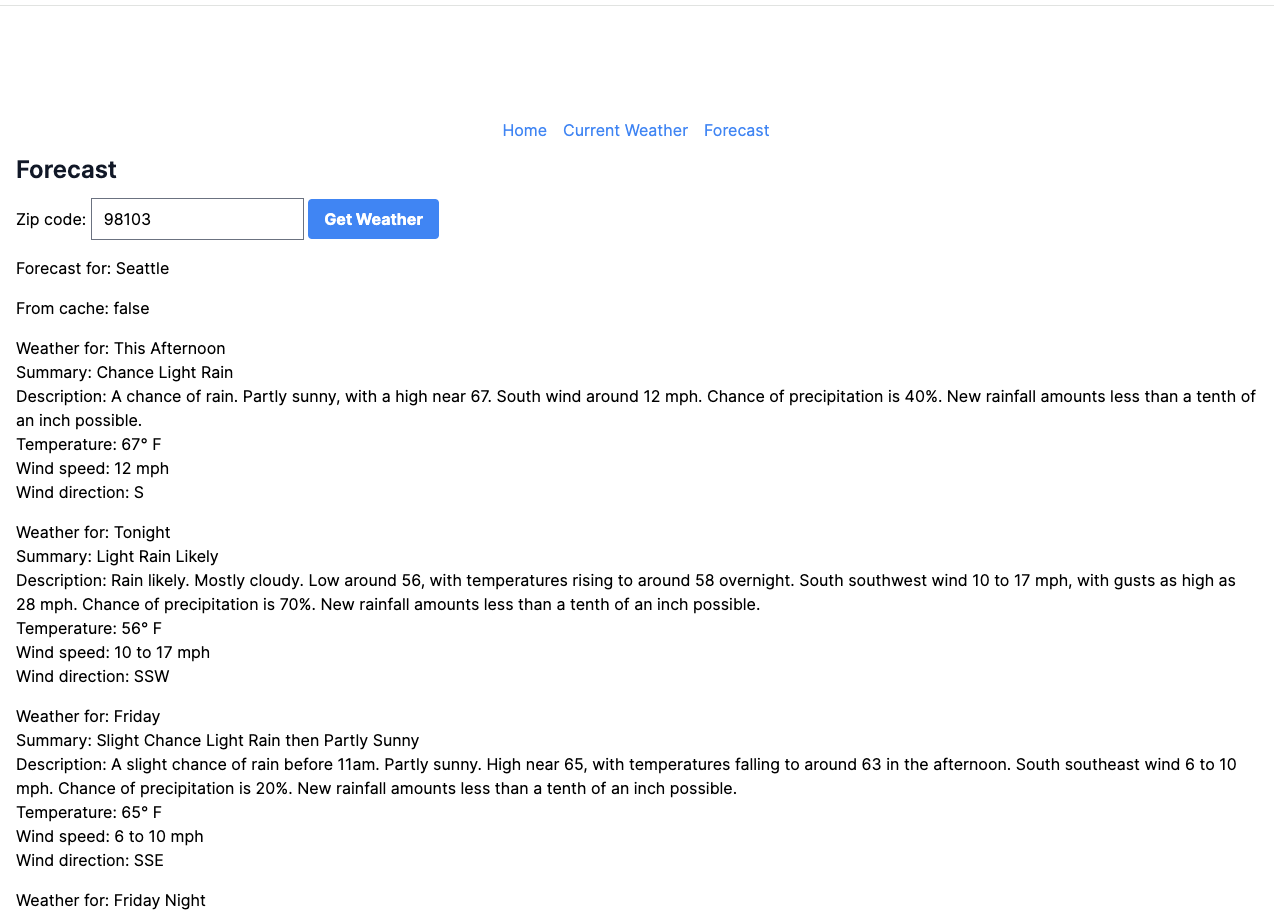 Home Current Weather Forecast
Forecast
Zip code: 98103 Get Weather
Forecast for: Seattle
From cache: false
Weather for: This Afternoon
Summary: Chance Light Rain
Description: A chance of rain. Partly sunny, with a high near 67. South wind around 12 mph. Chance of precipitation is 40%. New rainfall amounts less than a tenth of
an inch possible.
Temperature: 67° F
Wind speed: 12 mph
Wind direction: S
Weather for: Tonight
Summary: Light Rain Likely
Description: Rain likely. Mostly cloudy. Low around 56, with temperatures rising to around 58 overnight. South southwest wind 10 to 17 mph, with gusts as high as
28 mph. Chance of precipitation is 70%. New rainfall amounts less than a tenth of an inch possible.
Temperature: 56° F
Wind speed: 10 to 17 mph
Wind direction: SSW
Weather for: Friday
Summary: Slight Chance Light Rain then Partly Sunny
Description: A slight chance of rain before 11am. Partly sunny. High near 65, with temperatures falling to around 63 in the afternoon. South southeast wind 6 to 10
mph. Chance of precipitation is 20%. New rainfall amounts less than a tenth of an inch possible.
Temperature: 65° F
Wind speed: 6 to 10 mph
Wind direction: SSE
Weather for: Friday Night